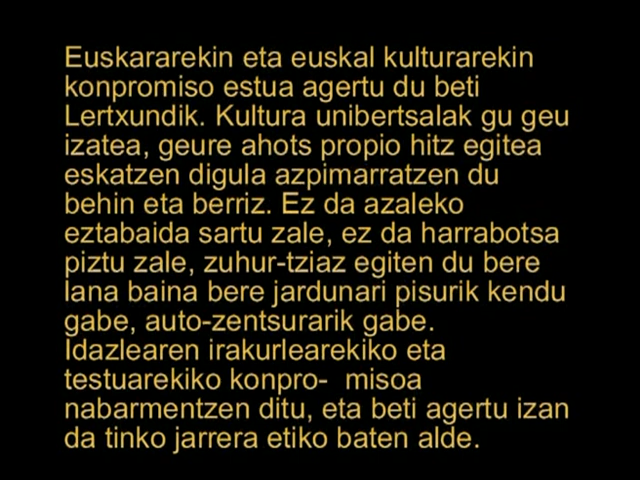 Euskararekin eta euskal kulturarekin
konpromiso estua agertu du beti
Lertxundik. Kultura unibertsalak gu geu
izatea, geure ahots propio hitz egitea
eskatzen digula azpimarratzen du
behin eta berriz. Ez da azaleko
eztabaida sartu zale, ez da harrabotsa
piztu zale, zuhur-tziaz egiten du bere
lana baina bere jardunari pisurik kendu
gabe, auto-zentsurarik gabe.
Idazlearen irakurlearekiko eta
testuarekiko konpro-  misoa
nabarmentzen ditu, eta beti agertu izan
da tinko jarrera etiko baten alde.